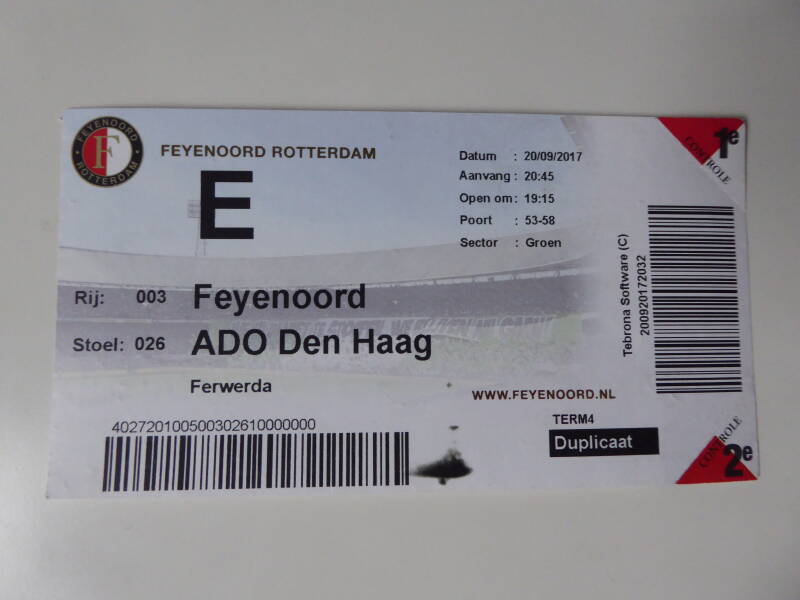 FEYENOORD
ROTTERDAM
F
FEYENOORD ROTTERDAM
E
Datum : 20/09/2017
Aanvang : 20:45
Open om : 19:15
Poort : 53-58
Sector : Groen
1e
CONTROLE
Rij: 003 Feyenoord
Stoel: 026 ADO Den Haag
Ferwerda
WWW.FEYENOORD.NL
Tebrona Software (C)
200920172032
402720100500302610000000
TERM4
Duplicaat
CONTROLE
2e